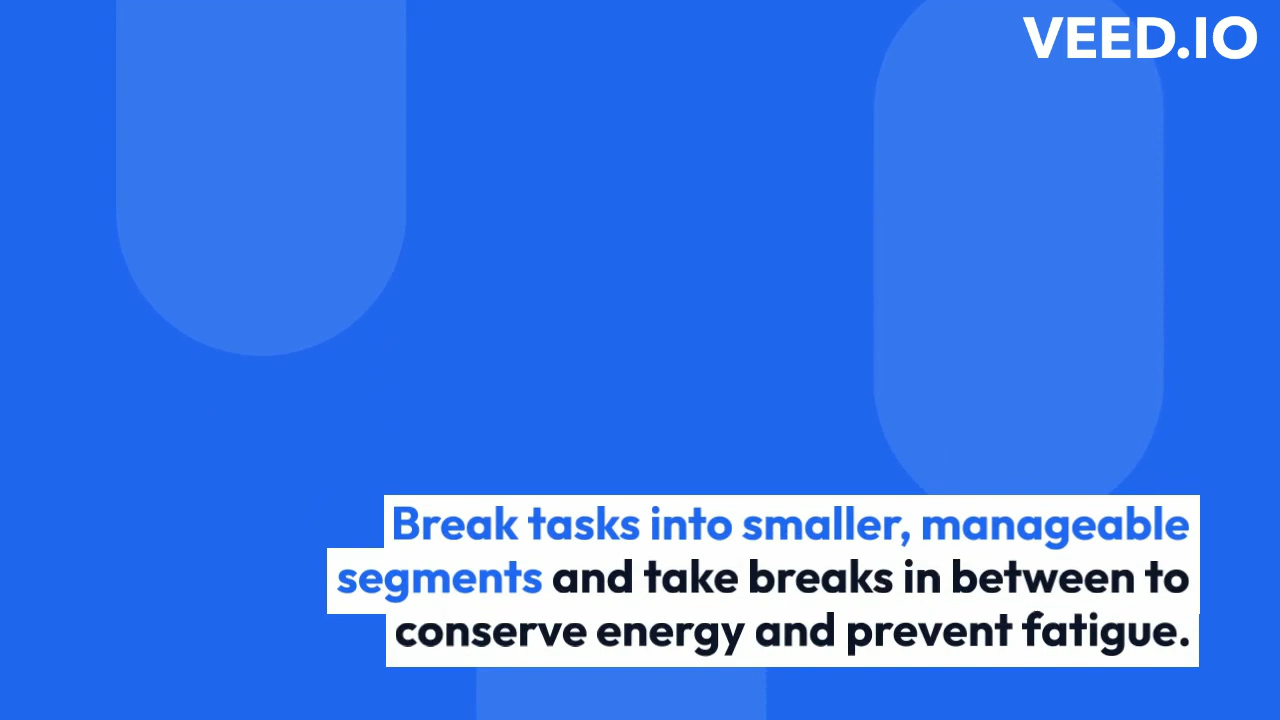 VEED.IO
Break tasks into smaller, manageable
segments and take breaks in between to
conserve energy and prevent fatigue.